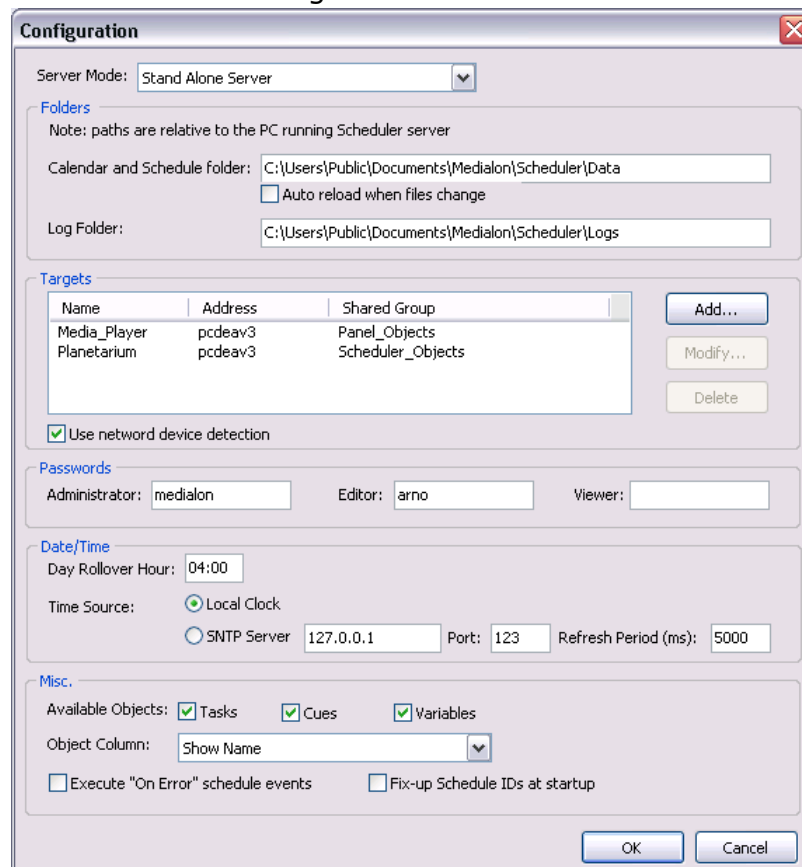 Configuration
Server Mode: Stand Alone Server
Folders
Note: paths are relative to the PC running Scheduler server
Calendar and Schedule folder: C:\Users\Public\Documents\Medialon\Scheduler\Data
Auto reload when files change
Log Folder: C:\Users\Public\Documents\Medialon\Scheduler\Logs
Targets
Name Address Shared Group
Media_Player pcdeav3 Panel_Objects
Planetarium pcdeav3 Scheduler_Objects
Add...
Modify...
Delete
Use netword device detection
Passwords
Administrator: medialon Editor: arno Viewer:
Date/Time
Day Rollover Hour: 04:00
Time Source: Local Clock
SNTP Server 127.0.0.1 Port: 123 Refresh Period (ms): 5000
Misc.
Available Objects: Tasks Cues Variables
Object Column: Show Name
Execute "On Error" schedule events Fix-up Schedule IDs at startup
OK Cancel